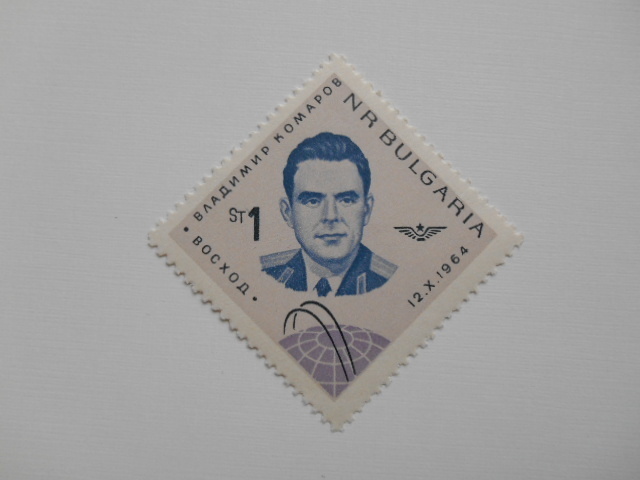 ВЛАДИМИР КОМАРОВ
NR BULGARIA
ST 1
• ВОСХОД •
12.X.1964